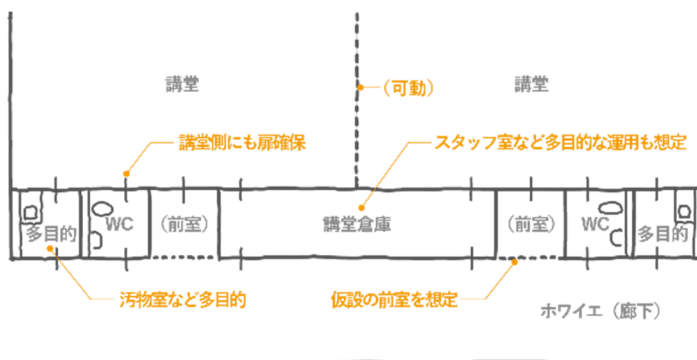 講堂
講堂
（可動）
講堂側にも扉確保
スタッフ室など多目的な運用も想定
多目的
WC
（前室）
講堂倉庫
（前室）
WC
多目的
汚物室など多目的
仮設の前室を想定
ホワイエ（廊下）